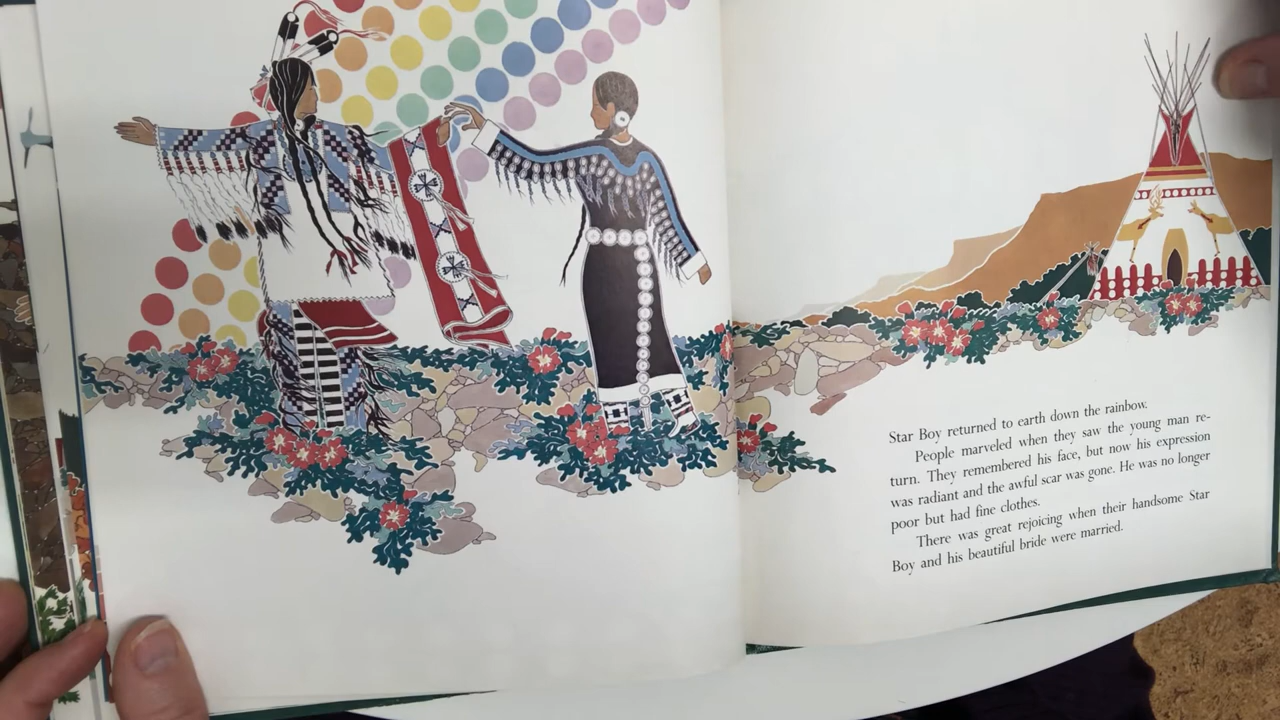 Star Boy returned to earth down the rainbow.
People marveled when they saw the young man re-
turn. They remembered his face, but now his expression
was radiant and the awful scar was gone. He was no longer
poor but had fine clothes.
There was great rejoicing when their handsome Star
Boy and his beautiful bride were married.